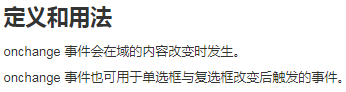 定义和用法
onchange 事件会在域的内容改变时发生。
onchange 事件也可用于单选框与复选框改变后触发的事件。